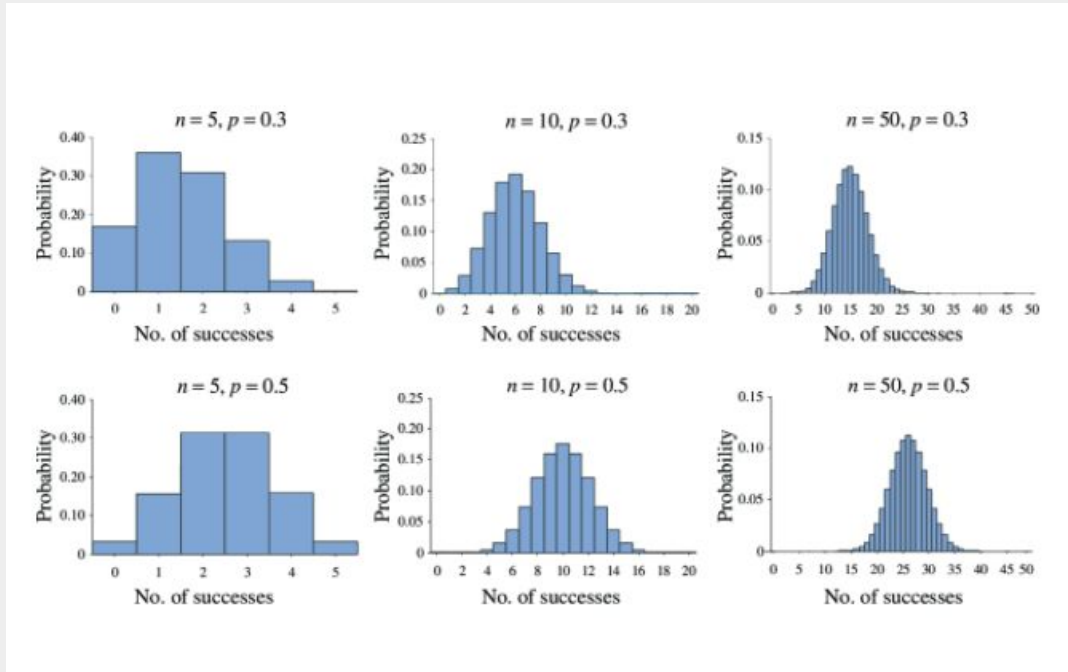 n = 5, p = 0.3
0.40
0.30
0.20
0.10
0
Probability
0 1 2 3 4 5
No. of successes
n = 10, p = 0.3
0.25
0.20
0.15
0.10
0.05
0
Probability
0 2 4 6 8 10 12 14 16 18 20
No. of successes
n = 50, p = 0.3
0.15
0.10
0.05
0
Probability
0 5 10 15 20 25 30 35 40 45 50
No. of successes
n = 5, p = 0.5
0.40
0.30
0.20
0.10
0
Probability
0 1 2 3 4 5
No. of successes
n = 10, p = 0.5
0.25
0.20
0.15
0.10
0.05
0
Probability
0 2 4 6 8 10 12 14 16 18 20
No. of successes
n = 50, p = 0.5
0.15
0.10
0.05
0
Probability
0 5 10 15 20 25 30 35 40 45 50
No. of successes